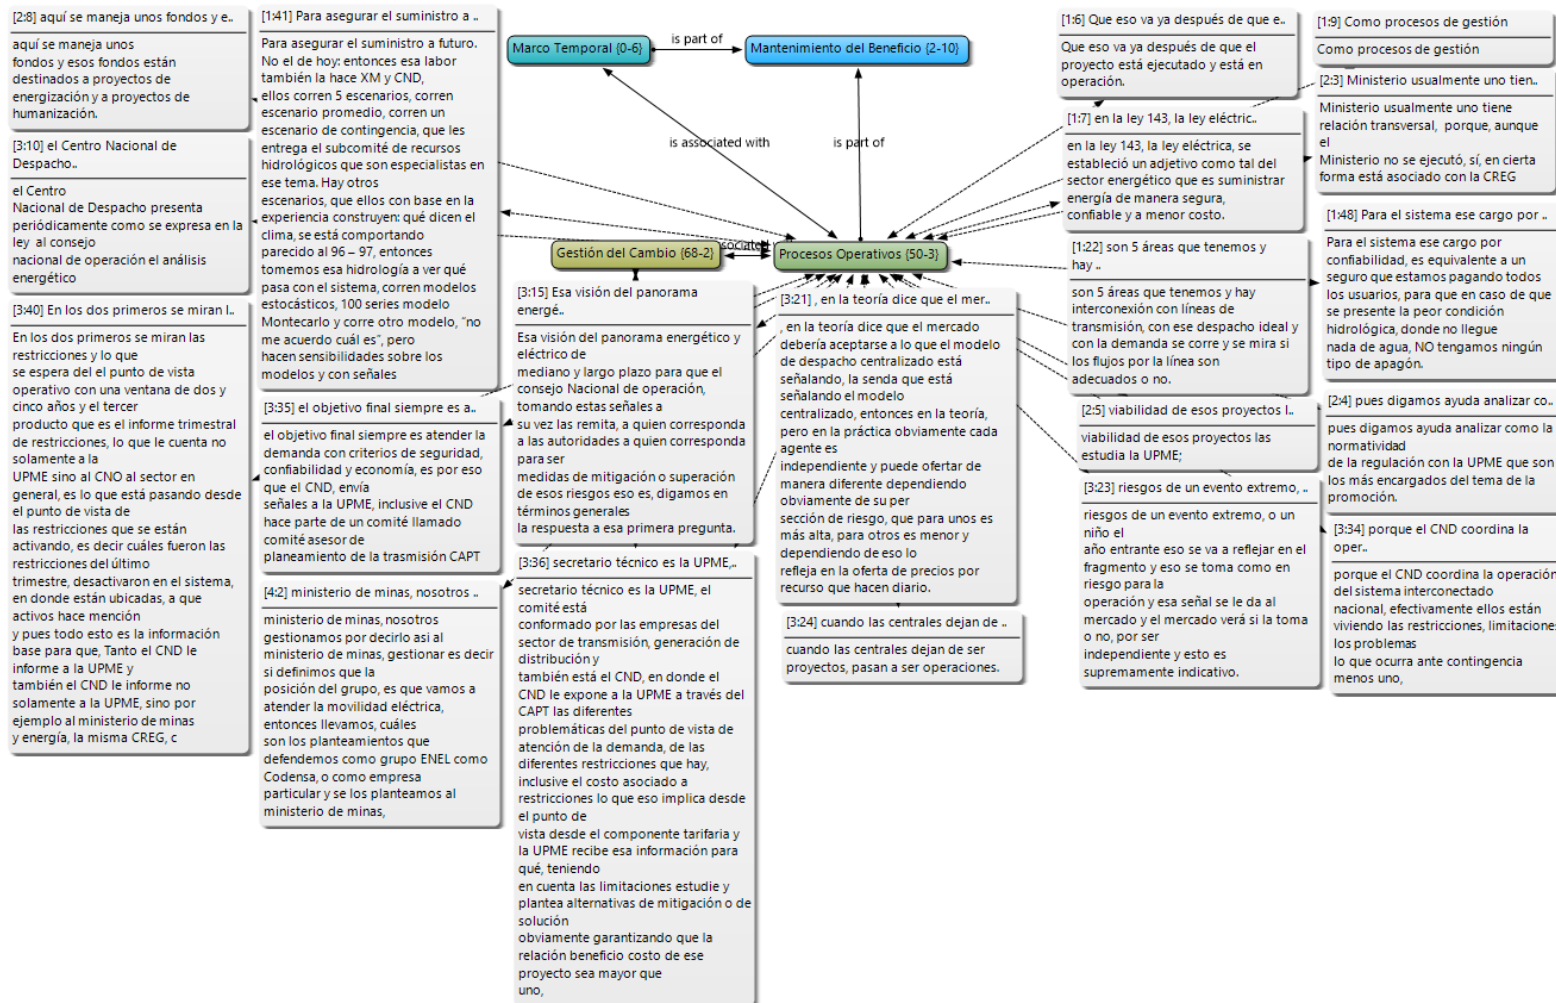 [2:8] aquí se maneja unos fondos y e..
aquí se maneja unos
fondos y esos fondos están
destinados a proyectos de
energización y a proyectos de
humanización.
[3:10] el Centro Nacional de
Despacho..
el Centro
Nacional de Despacho presenta
periódicamente como se expresa en la
ley al consejo
nacional de operación el análisis
energético
[3:40] En los dos primeros se miran l..
En los dos primeros se miran las
restricciones y lo que
se espera del el punto de vista
operativo con una ventana de dos y
cinco años y el tercer
producto que es el informe trimestral
de restricciones, lo que le cuenta no
solamente a la
UPME sino al CNO al sector en
general, es lo que está pasando desde
el punto de vista de
las restricciones que se están
activando, es decir cuáles fueron las
restricciones del último
trimestre, desactivaron en el sistema,
en donde están ubicadas, a que
activos hace mención
y pues todo esto es la información
base para que, Tanto el CND le
informe a la UPME y
también el CND le informe no
solamente a la UPME, sino por
ejemplo al ministerio de minas
y energía, la misma CREG, c
[1:41] Para asegurar el suministro a ..
Para asegurar el suministro a futuro.
No el de hoy: entonces esa labor
también la hace XM y CND,
ellos corren 5 escenarios, corren
escenario promedio, corren un
escenario de contingencia, que les
entrega el subcomité de recursos
hidrológicos que son especialistas en
ese tema. Hay otros
escenarios, que ellos con base en la
experiencia construyen: qué dicen el
clima, se está comportando
parecido al 96 – 97, entonces
tomemos esa hidrología a ver qué
pasa con el sistema, corren modelos
estocásticos, 100 series modelo
Montecarlo y corre otro modelo, "no
me acuerdo cuál es", pero
hacen sensibilidades sobre los
modelos y con señales
[3:35] el objetivo final siempre es a..
el objetivo final siempre es atender la
demanda con criterios de seguridad,
confiabilidad y economía, es por eso
que el CND, envía
señales a la UPME, inclusive el CND
hace parte de un comité llamado
comité asesor de
planeamiento de la trasmisión CAPT
[4:2] ministerio de minas, nosotros ..
ministerio de minas, nosotros
gestionamos por decirlo asi al
ministerio de minas, gestionar es decir
si definimos que la
posición del grupo, es que vamos a
atender la movilidad eléctrica,
entonces llevamos, cuáles
son los planteamientos que
defendemos como grupo ENEL como
Codensa, o como empresa
particular y se los planteamos al
ministerio de minas,
Marco Temporal {0-6}
is part of
Mantenimiento del Beneficio {2-10}
is associated with
is part of
Gestión del Cambio {68-2}
Procesos Operativos {50-3}
[3:15] Esa visión del panorama
energé..
Esa visión del panorama energético y
eléctrico de
mediano y largo plazo para que el
consejo Nacional de operación,
tomando estas señales a
su vez las remita, a quien corresponda
a las autoridades a quien corresponda
para ser
medidas de mitigación o superación
de esos riesgos eso es, digamos en
términos generales
la respuesta a esa primera pregunta.
[3:36] secretario técnico es la UPME,..
secretario técnico es la UPME, el
comité está
conformado por las empresas del
sector de transmisión, generación de
distribución y
también está el CND, en donde el
CND le expone a la UPME a través del
CAPT las diferentes
problemáticas del punto de vista de
atención de la demanda, de las
diferentes restricciones que hay,
inclusive el costo asociado a
restricciones lo que eso implica desde
el punto de
vista desde el componente tarifaria y
la UPME recibe esa información para
qué, teniendo
en cuenta las limitaciones estudie y
plantea alternativas de mitigación o de
solución
obviamente garantizando que la
relación beneficio costo de ese
proyecto sea mayor que
uno,
[3:21] , en la teoría dice que el mer..
, en la teoría dice que el mercado
debería aceptarse a lo que el modelo
de despacho centralizado está
señalando, la senda que está
señalando el modelo
centralizado, entonces en la teoría,
pero en la práctica obviamente cada
agente es
independiente y puede ofertar de
manera diferente dependiendo
obviamente de su per
sección de riesgo, que para unos es
más alta, para otros es menor y
dependiendo de eso lo
refleja en la oferta de precios por
recurso que hacen diario.
[3:24] cuando las centrales dejan de ..
cuando las centrales dejan de ser
proyectos, pasan a ser operaciones.
[1:6] Que eso va ya después de que e..
Que eso va ya después de que el
proyecto está ejecutado y está en
operación.
[1:7] en la ley 143, la ley eléctric..
en la ley 143, la ley eléctrica, se
estableció un adjetivo como tal del
sector energético que es suministrar
energía de manera segura,
confiable y a menor costo.
[1:22] son 5 áreas que tenemos y
hay ..
son 5 áreas que tenemos y hay
interconexión con líneas de
transmisión, con ese despacho ideal y
con la demanda se corre y se mira si
los flujos por la línea son
adecuados o no.
[2:5] viabilidad de esos proyectos l..
viabilidad de esos proyectos las
estudia la UPME;
[3:23] riesgos de un evento extremo, ..
riesgos de un evento extremo, o un
niño el
año entrante eso se va a reflejar en el
fragmento y eso se toma como en
riesgo para la
operación y esa señal se le da al
mercado y el mercado verá si la toma
o no, por ser
independiente y esto es
supremamente indicativo.
[1:9] Como procesos de gestión
Como procesos de gestión
[2:3] Ministerio usualmente uno tien..
Ministerio usualmente uno tiene
relación transversal, porque, aunque
el
Ministerio no se ejecutó, sí, en cierta
forma está asociado con la CREG
[1:48] Para el sistema ese cargo por ..
Para el sistema ese cargo por
confiabilidad, es equivalente a un
seguro que estamos pagando todos
los usuarios, para que en caso de que
se presente la peor condición
hidrológica, donde no llegue
nada de agua, NO tengamos ningún
tipo de apagón.
[2:4] pues digamos ayuda analizar co..
pues digamos ayuda analizar como la
normatividad
de la regulación con la UPME que son
los más encargados del tema de la
promoción.
[3:34] porque el CND coordina la
oper..
porque el CND coordina la operación
del sistema interconectado
nacional, efectivamente ellos están
viviendo las restricciones, limitaciones
los problemas
lo que ocurra ante contingencia
menos uno,